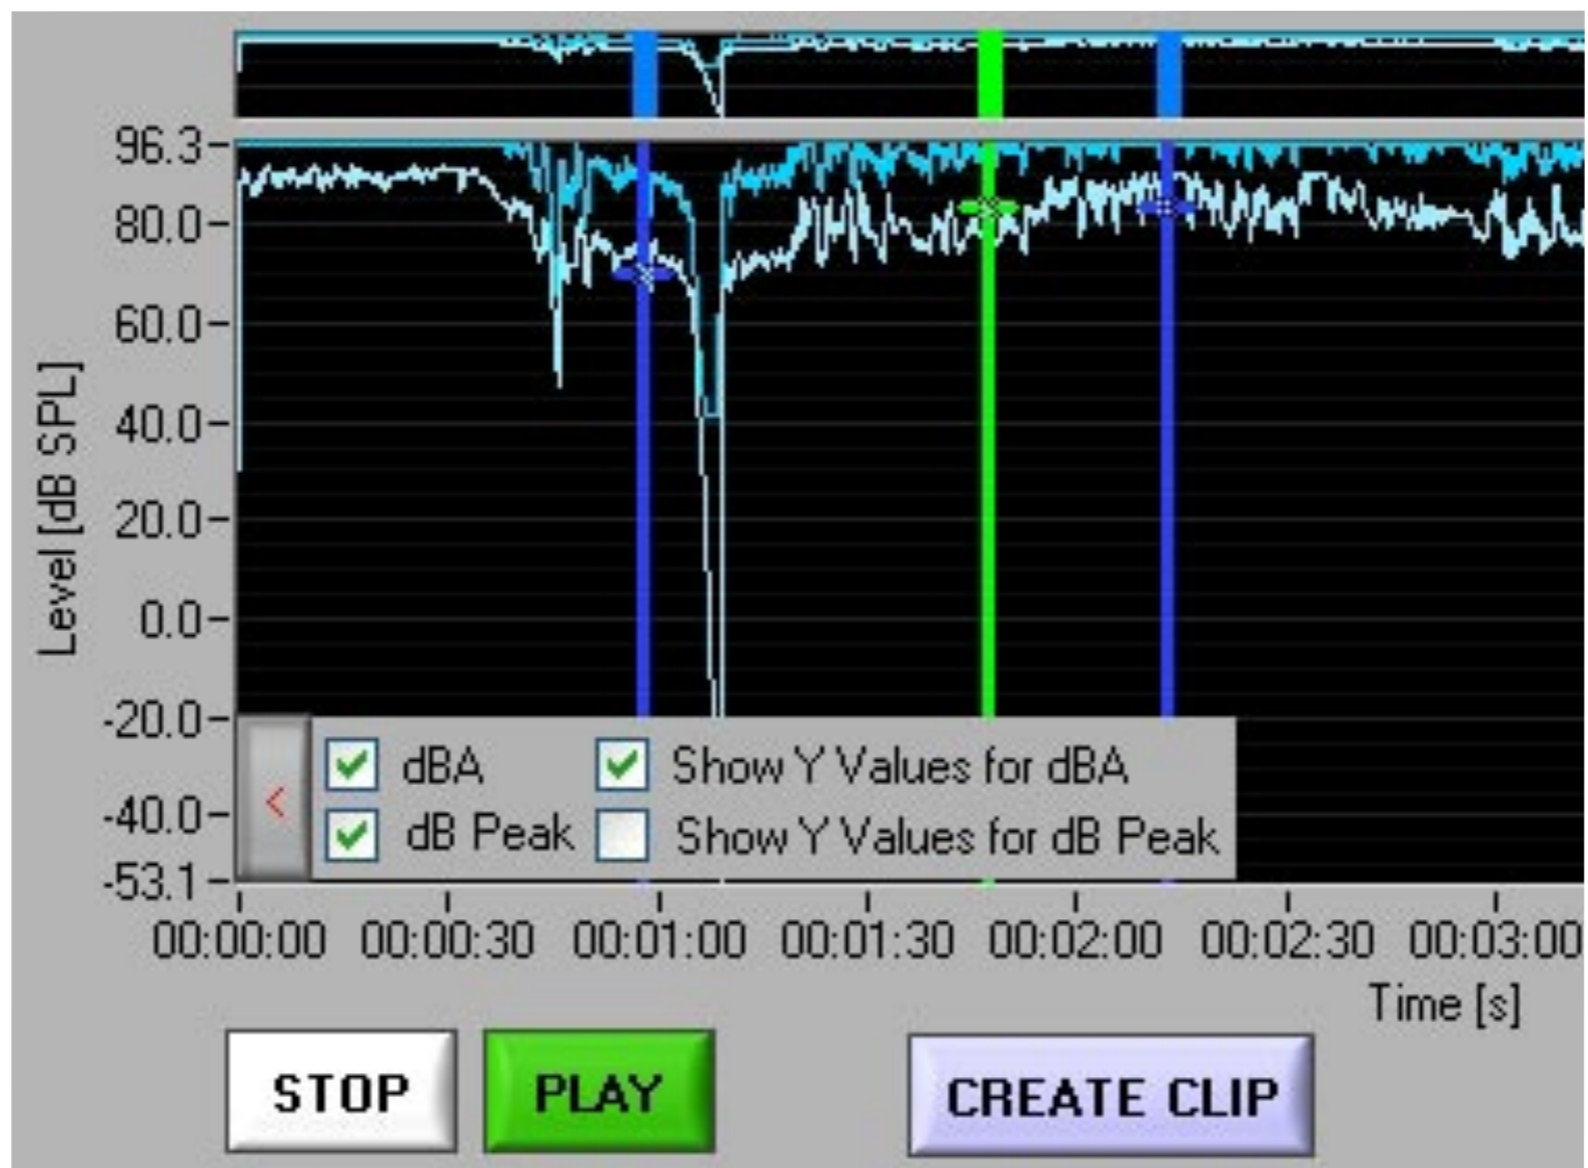 96.3
80.0
60.0
40.0
20.0
0.0
-20.0
-40.0
-53.1
Level [dB SPL]
<
dBA
Show Y Values for dBA
dB Peak
Show Y Values for dB Peak
00:00:00 00:00:30 00:01:00 00:01:30 00:02:00 00:02:30 00:03:00
Time [s]
STOP PLAY CREATE CLIP